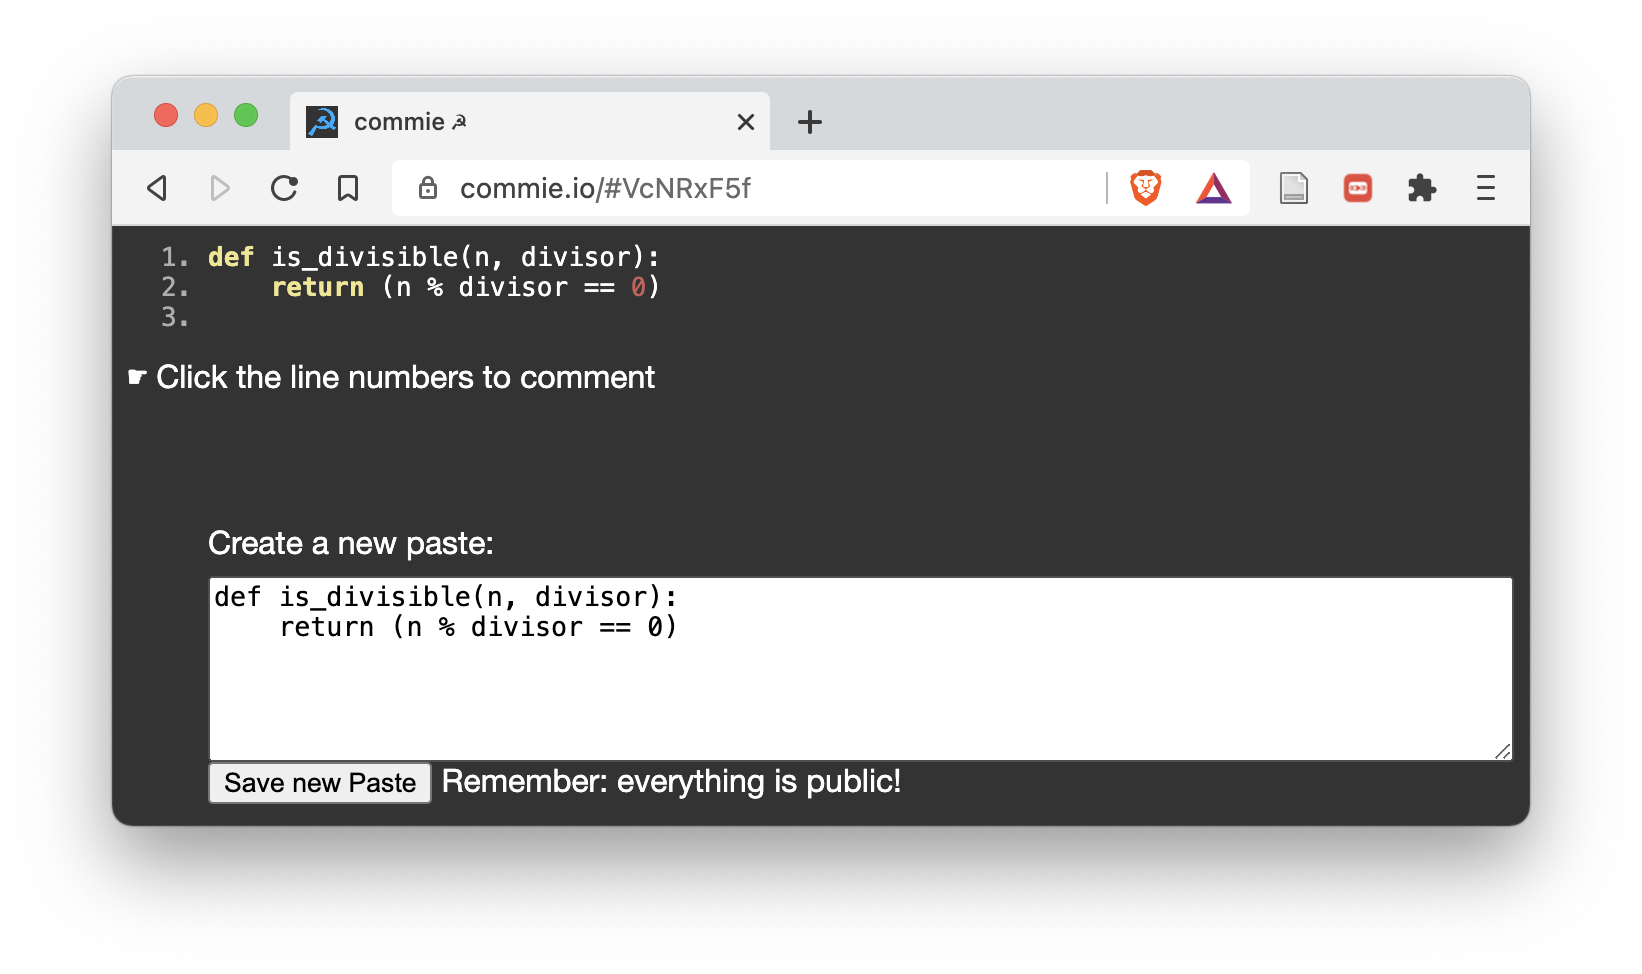 commie ☭
commie.io/#VcNRxF5f
1. def is_divisible(n, divisor):
2.     return (n % divisor == 0)
3.
☛ Click the line numbers to comment
Create a new paste:
def is_divisible(n, divisor):
    return (n % divisor == 0)
Save new Paste Remember: everything is public!